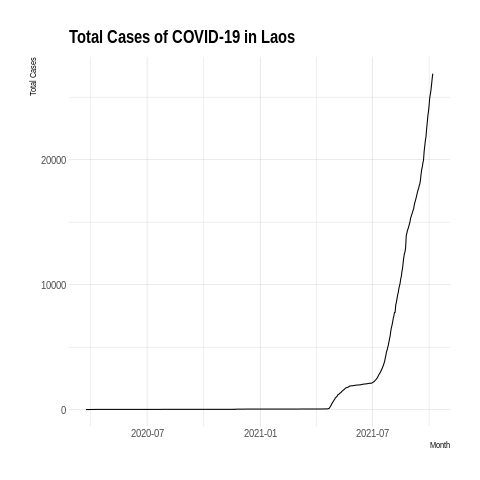 Total Cases of COVID-19 in Laos
Total Cases
20000
10000
0
2020-07
2021-01
2021-07
Month